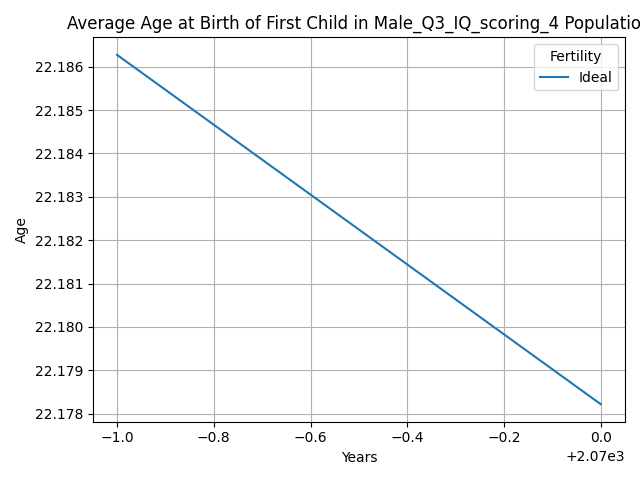 Average Age at Birth of First Child in Male_Q3_IQ_scoring_4 Populatio
Fertility
Ideal
22.186
22.185
22.184
22.183
22.182
22.181
22.180
22.179
22.178
Age
−1.0 −0.8 −0.6 −0.4 −0.2 0.0
Years
+2.07e3